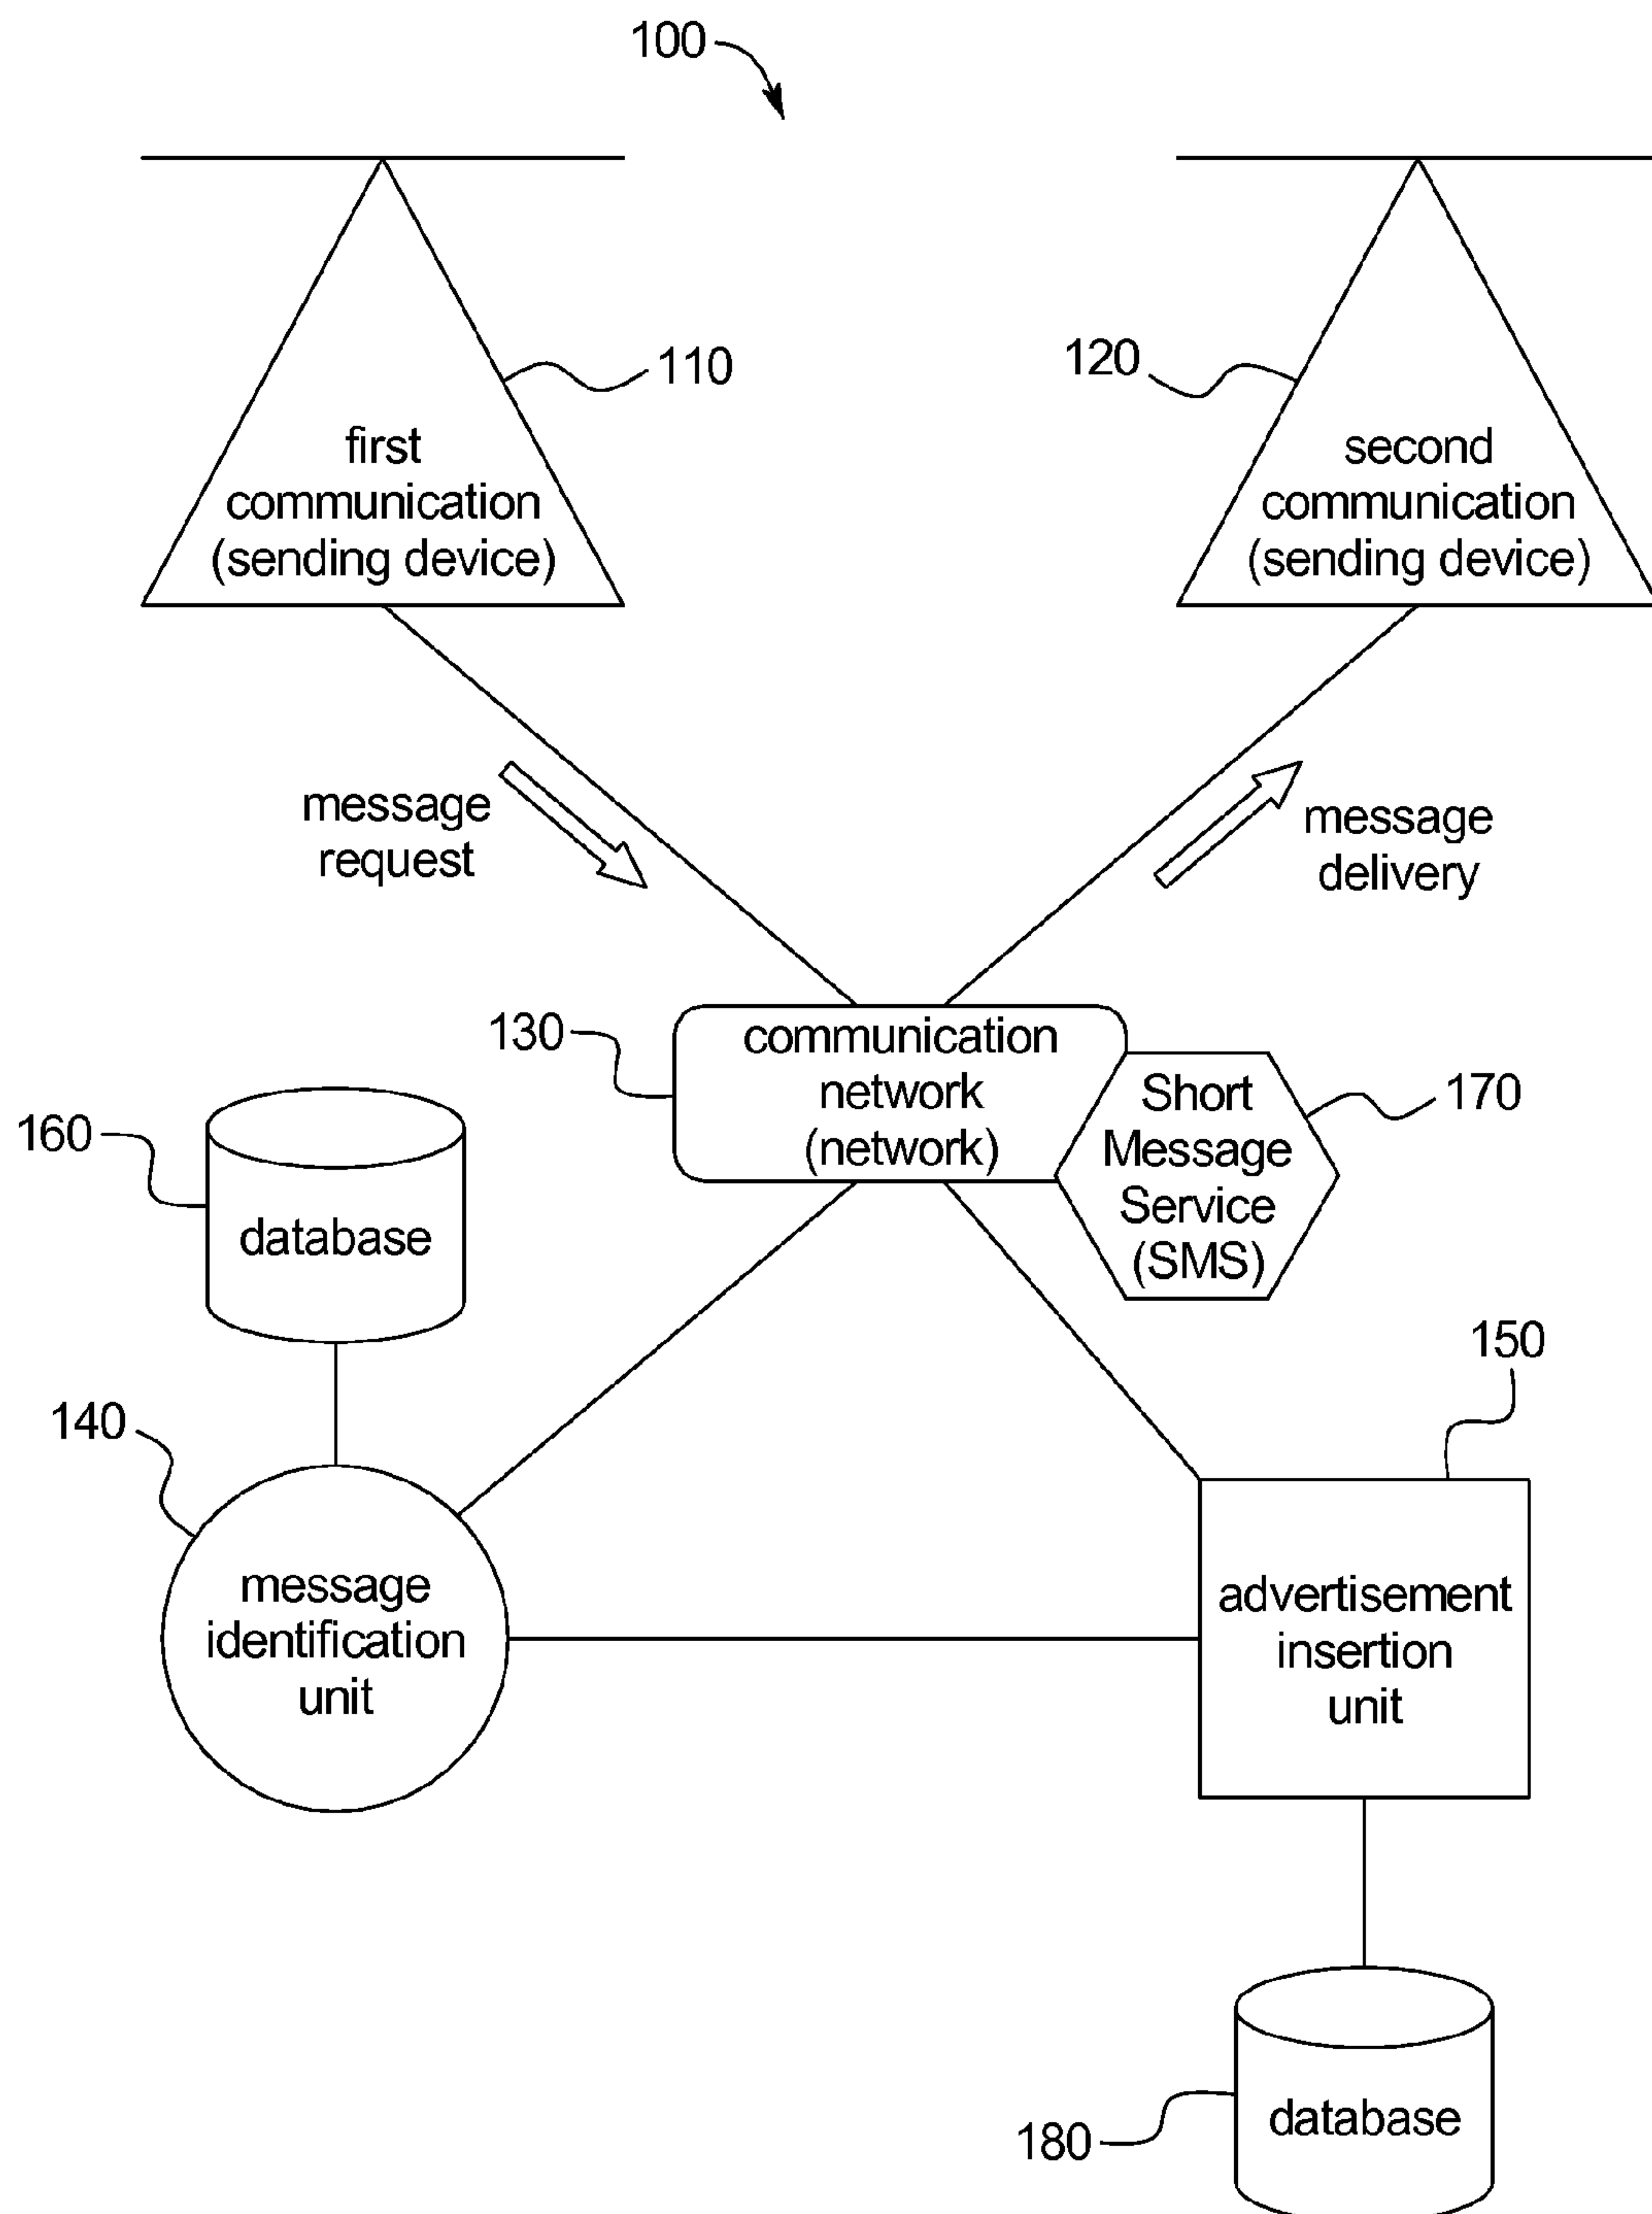 100
110
first
communication
(sending device)
120
second
communication
(sending device)
message
request
message
delivery
130
communication
network
(network)
170
Short
Message
Service
(SMS)
160
database
150
140
message
identification
unit
advertisement
insertion
unit
180
database